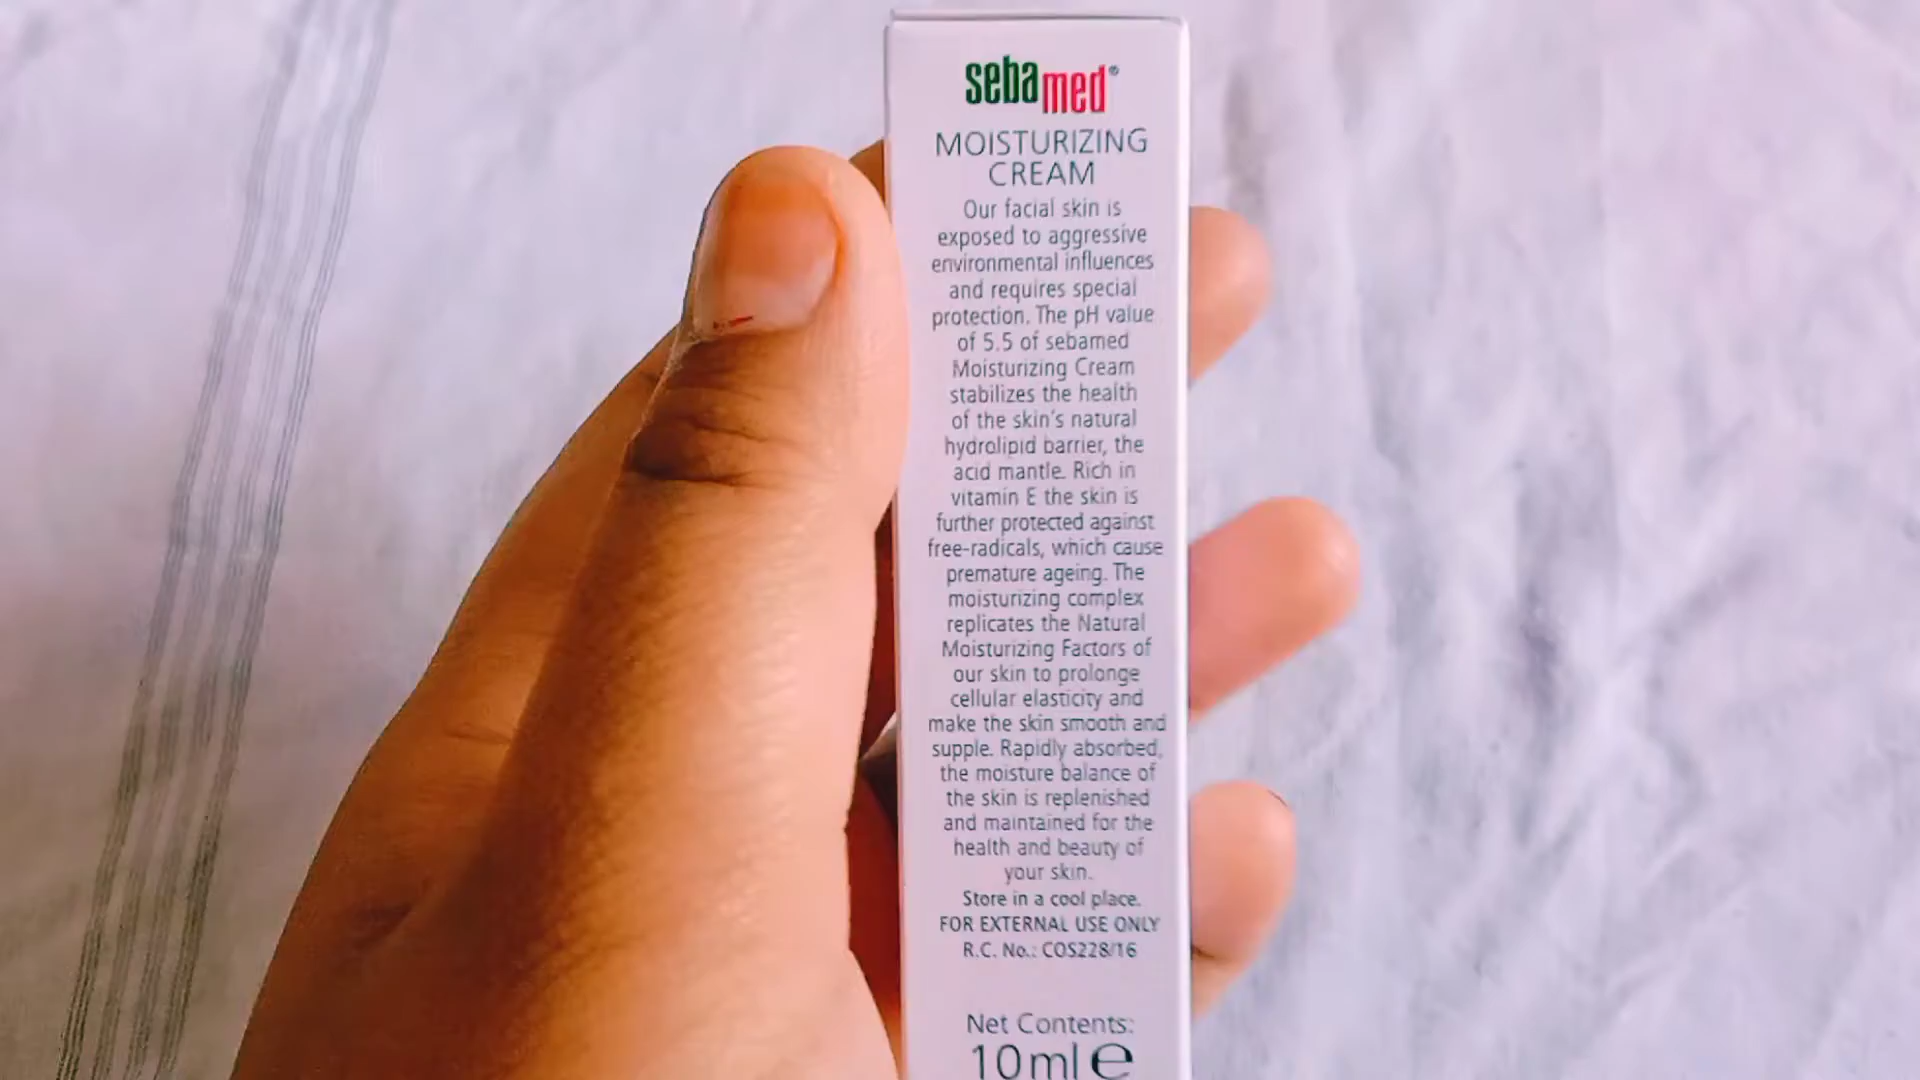 sebamed®
MOISTURIZING
CREAM
Our facial skin is
exposed to aggressive
environmental influences
and requires special
protection. The pH value
of 5.5 of sebamed
Moisturizing Cream
stabilizes the health
of the skin's natural
hydrolipid barrier, the
acid mantle. Rich in
vitamin E the skin is
further protected against
free-radicals, which cause
premature ageing. The
moisturizing complex
replicates the Natural
Moisturizing Factors of
our skin to prolonge
cellular elasticity and
make the skin smooth and
supple. Rapidly absorbed,
the moisture balance of
the skin is replenished
and maintained for the
health and beauty of
your skin.
Store in a cool place.
FOR EXTERNAL USE ONLY
R.C. No.: COS228/16
Net Contents:
10 ml e